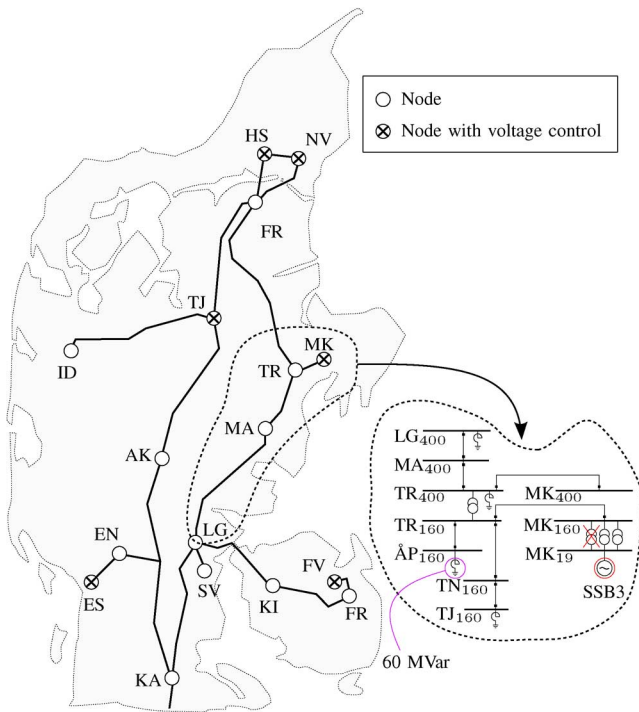 Node
Node with voltage control
HS
NV
FR
TJ
ID
MK
TR
MA
AK
LG
EN
ES
SV
KI
FV
FR
KA
LG400
MA400
TR400
MK400
TR160
MK160
ÅP160
MK19
TN160
SSB3
TJ160
60 MVar